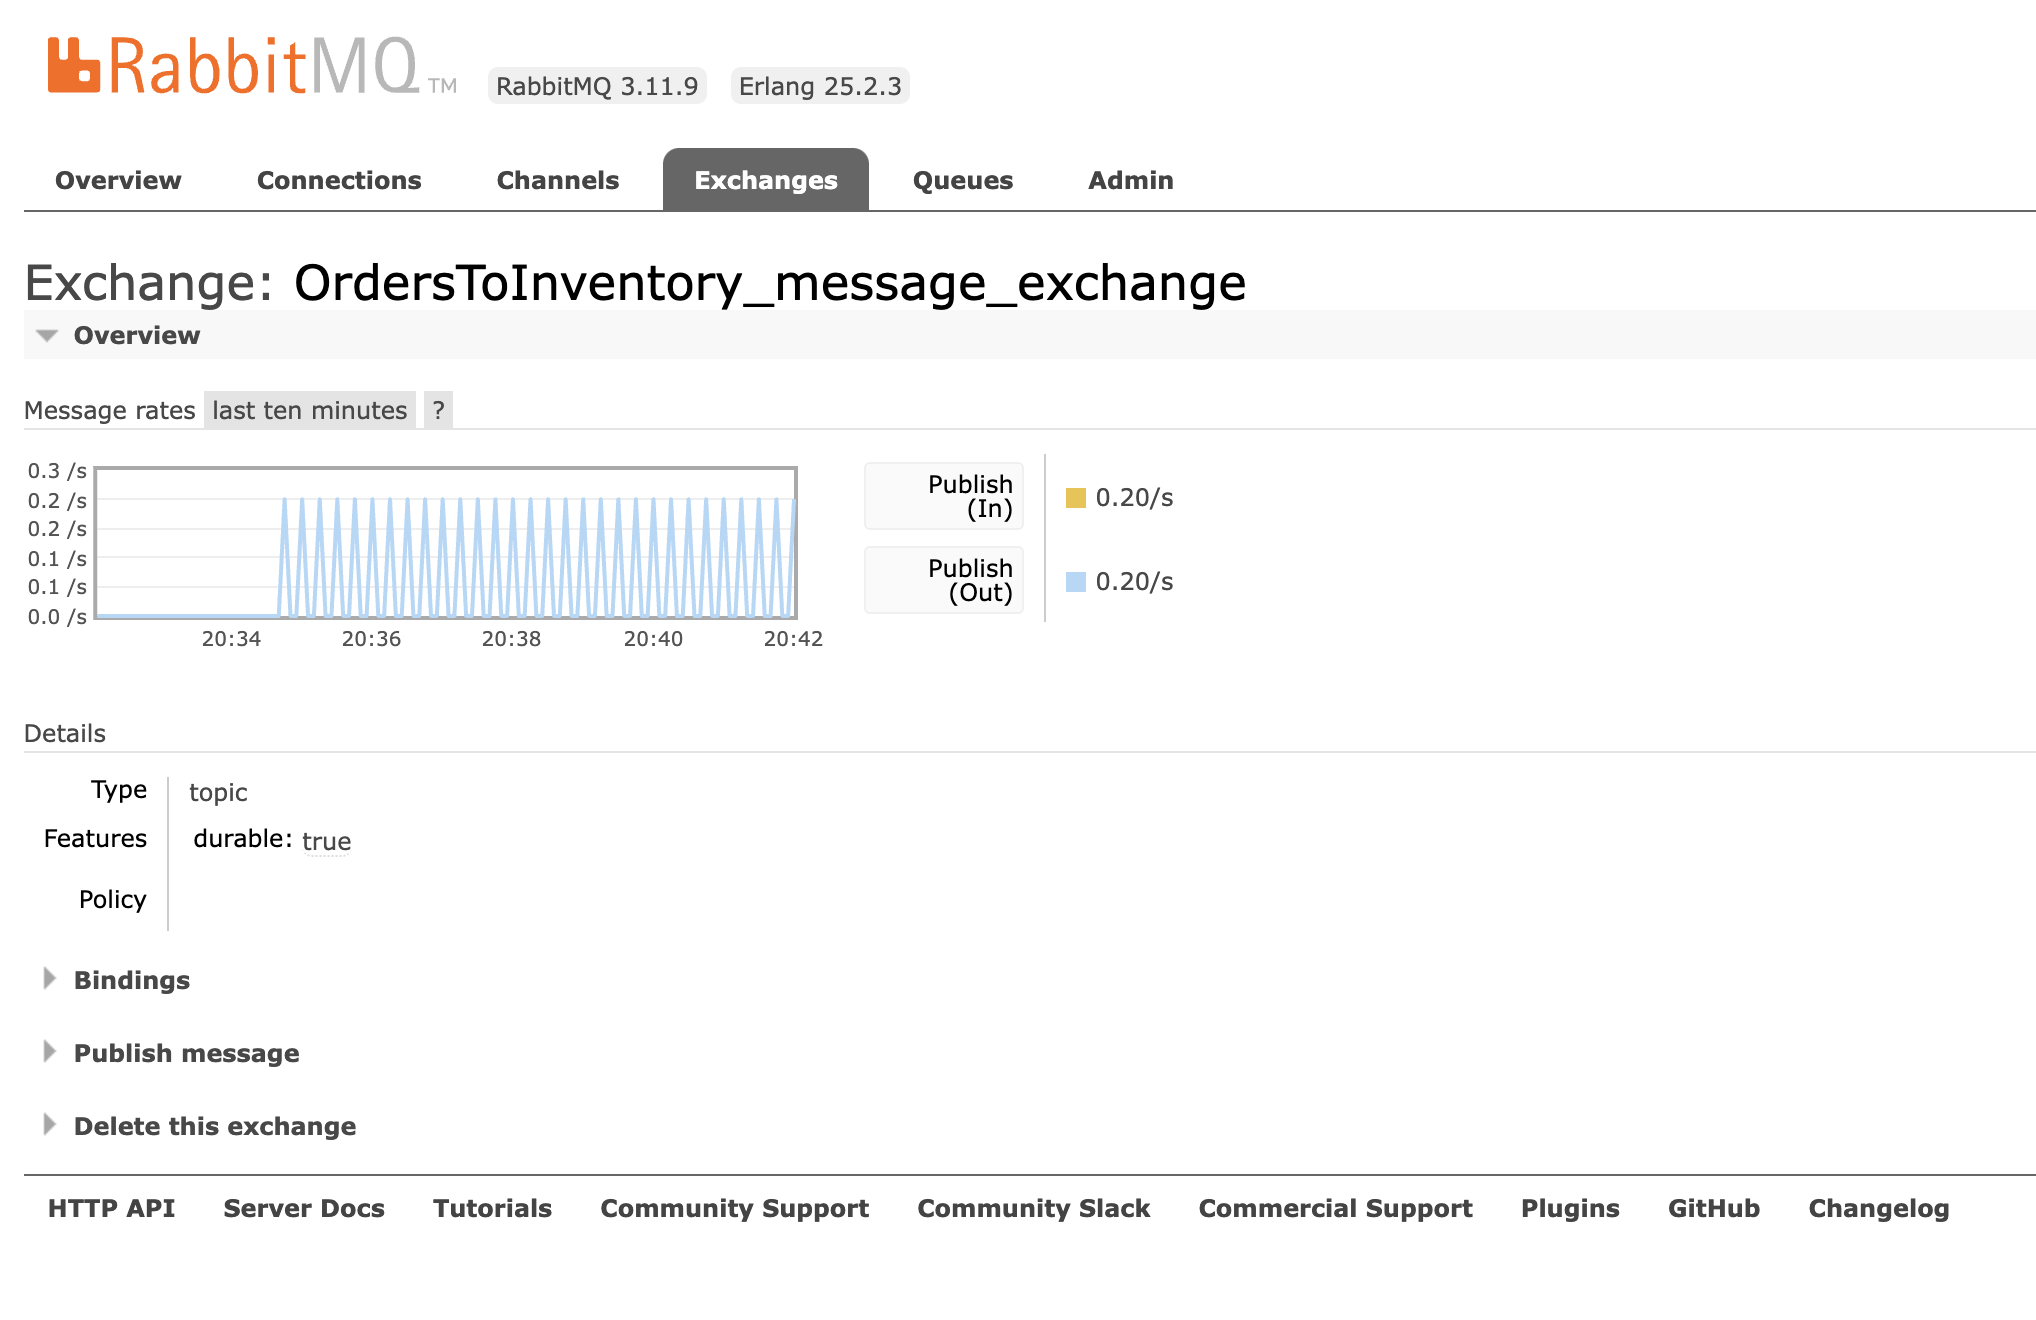 RabbitMQ TM RabbitMQ 3.11.9 Erlang 25.2.3
Overview Connections Channels Exchanges Queues Admin
Exchange: OrdersToInventory_message_exchange
Overview
Message rates last ten minutes ?
0.3 /s
0.2 /s
0.2 /s
0.1 /s
0.1 /s
0.0 /s
20:34 20:36 20:38 20:40 20:42
Publish
(In)
0.20/s
Publish
(Out)
0.20/s
Details
Type topic
Features durable: true
Policy
Bindings
Publish message
Delete this exchange
HTTP API Server Docs Tutorials Community Support Community Slack Commercial Support Plugins GitHub Changelog